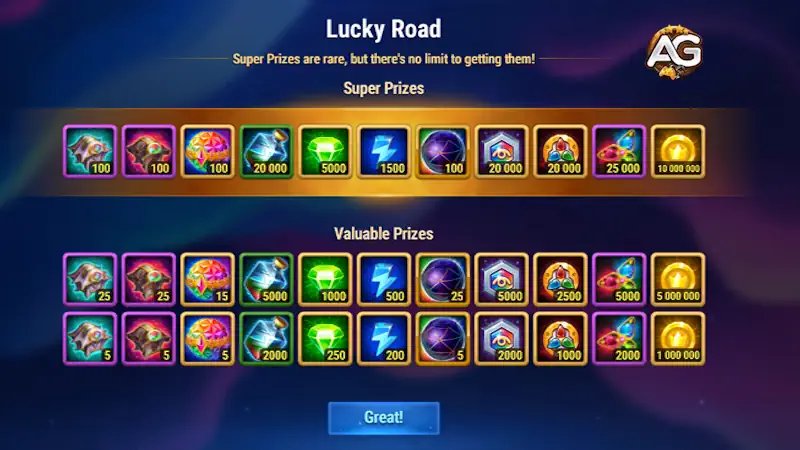 Lucky Road
AG
Super Prizes are rare, but there's no limit to getting them!
Super Prizes
100 100 100 20 000 5000 1500 100 20 000 20 000 25 000 10 000 000
Valuable Prizes
25 25 15 5000 1000 500 25 5000 2500 5000 5 000 000
5 5 5 2000 250 200 5 2000 1000 2000 1 000 000
Great!